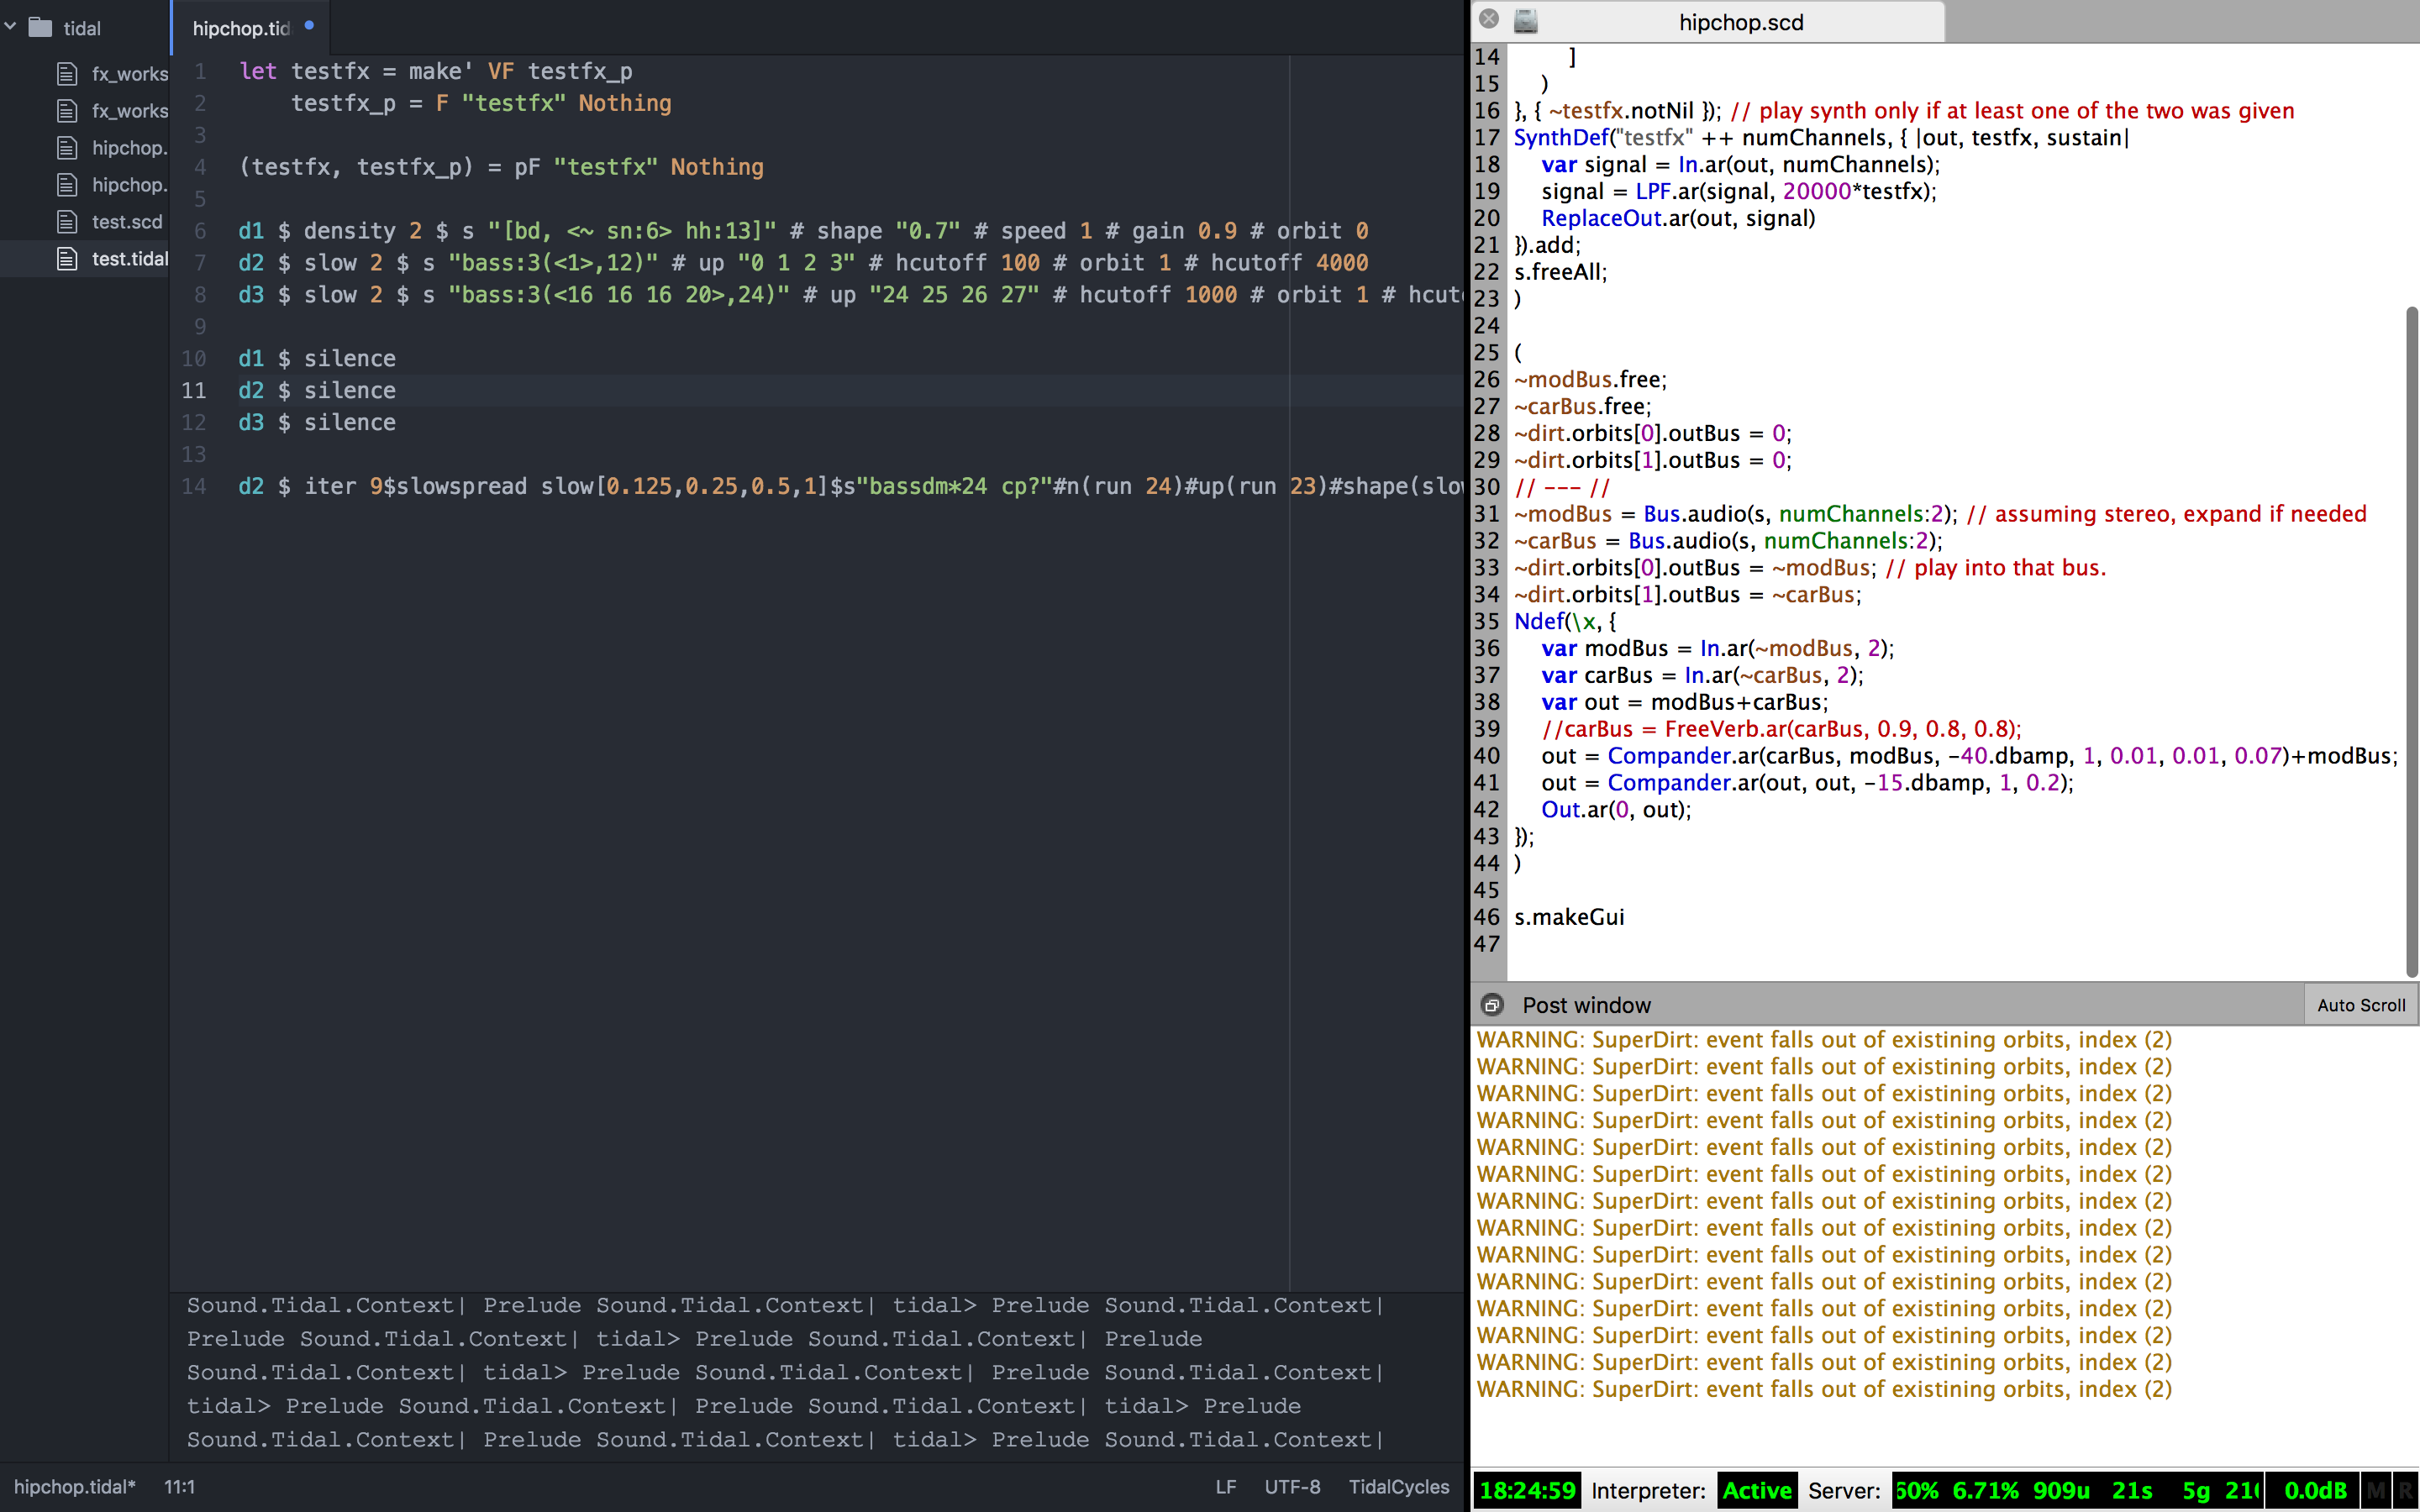 tidal
fx_works
fx_works
hipchop.
hipchop.
test.scd
test.tidal
hipchop.tid
1 let testfx = make' VF testfx_p
2     testfx_p = F "testfx" Nothing
3
4 (testfx, testfx_p) = pF "testfx" Nothing
5
6 d1 $ density 2 $ s "[bd, <~ sn:6> hh:13]" # shape "0.7" # speed 1 # gain 0.9 # orbit 0
7 d2 $ slow 2 $ s "bass:3(<1>,12)" # up "0 1 2 3" # hcutoff 100 # orbit 1 # hcutoff 4000
8 d3 $ slow 2 $ s "bass:3(<16 16 16 20>,24)" # up "24 25 26 27" # hcutoff 1000 # orbit 1 # hcut
9
10 d1 $ silence
11 d2 $ silence
12 d3 $ silence
13
14 d2 $ iter 9$slowspread slow[0.125,0.25,0.5,1]$s"bassdm*24 cp?"#n(run 24)#up(run 23)#shape(slo
Sound.Tidal.Context| Prelude Sound.Tidal.Context| tidal> Prelude Sound.Tidal.Context|
Prelude Sound.Tidal.Context| tidal> Prelude Sound.Tidal.Context| Prelude
Sound.Tidal.Context| tidal> Prelude Sound.Tidal.Context| Prelude Sound.Tidal.Context|
tidal> Prelude Sound.Tidal.Context| Prelude Sound.Tidal.Context| tidal> Prelude
Sound.Tidal.Context| Prelude Sound.Tidal.Context| tidal> Prelude Sound.Tidal.Context|
hipchop.tidal* 11:1 LF UTF-8 TidalCycles
hipchop.scd
14 ]
15 )
16 }, { ~testfx.notNil }); // play synth only if at least one of the two was given
17 SynthDef("testfx" ++ numChannels, { |out, testfx, sustain|
18 var signal = In.ar(out, numChannels);
19 signal = LPF.ar(signal, 20000*testfx);
20 ReplaceOut.ar(out, signal)
21 }).add;
22 s.freeAll;
23 )
24
25 (
26 ~modBus.free;
27 ~carBus.free;
28 ~dirt.orbits[0].outBus = 0;
29 ~dirt.orbits[1].outBus = 0;
30 // --- //
31 ~modBus = Bus.audio(s, numChannels:2); // assuming stereo, expand if needed
32 ~carBus = Bus.audio(s, numChannels:2);
33 ~dirt.orbits[0].outBus = ~modBus; // play into that bus.
34 ~dirt.orbits[1].outBus = ~carBus;
35 Ndef(\x, {
36 var modBus = In.ar(~modBus, 2);
37 var carBus = In.ar(~carBus, 2);
38 var out = modBus+carBus;
39 //carBus = FreeVerb.ar(carBus, 0.9, 0.8, 0.8);
40 out = Compander.ar(carBus, modBus, -40.dbamp, 1, 0.01, 0.01, 0.07)+modBus;
41 out = Compander.ar(out, out, -15.dbamp, 1, 0.2);
42 Out.ar(0, out);
43 });
44 )
45
46 s.makeGui
47
Post window Auto Scroll
WARNING: SuperDirt: event falls out of existining orbits, index (2)
WARNING: SuperDirt: event falls out of existining orbits, index (2)
WARNING: SuperDirt: event falls out of existining orbits, index (2)
WARNING: SuperDirt: event falls out of existining orbits, index (2)
WARNING: SuperDirt: event falls out of existining orbits, index (2)
WARNING: SuperDirt: event falls out of existining orbits, index (2)
WARNING: SuperDirt: event falls out of existining orbits, index (2)
WARNING: SuperDirt: event falls out of existining orbits, index (2)
WARNING: SuperDirt: event falls out of existining orbits, index (2)
WARNING: SuperDirt: event falls out of existining orbits, index (2)
WARNING: SuperDirt: event falls out of existining orbits, index (2)
WARNING: SuperDirt: event falls out of existining orbits, index (2)
WARNING: SuperDirt: event falls out of existining orbits, index (2)
WARNING: SuperDirt: event falls out of existining orbits, index (2)
18:24:59 Interpreter: Active Server: 60% 6.71% 909u 21s 5g 0.0dB M R